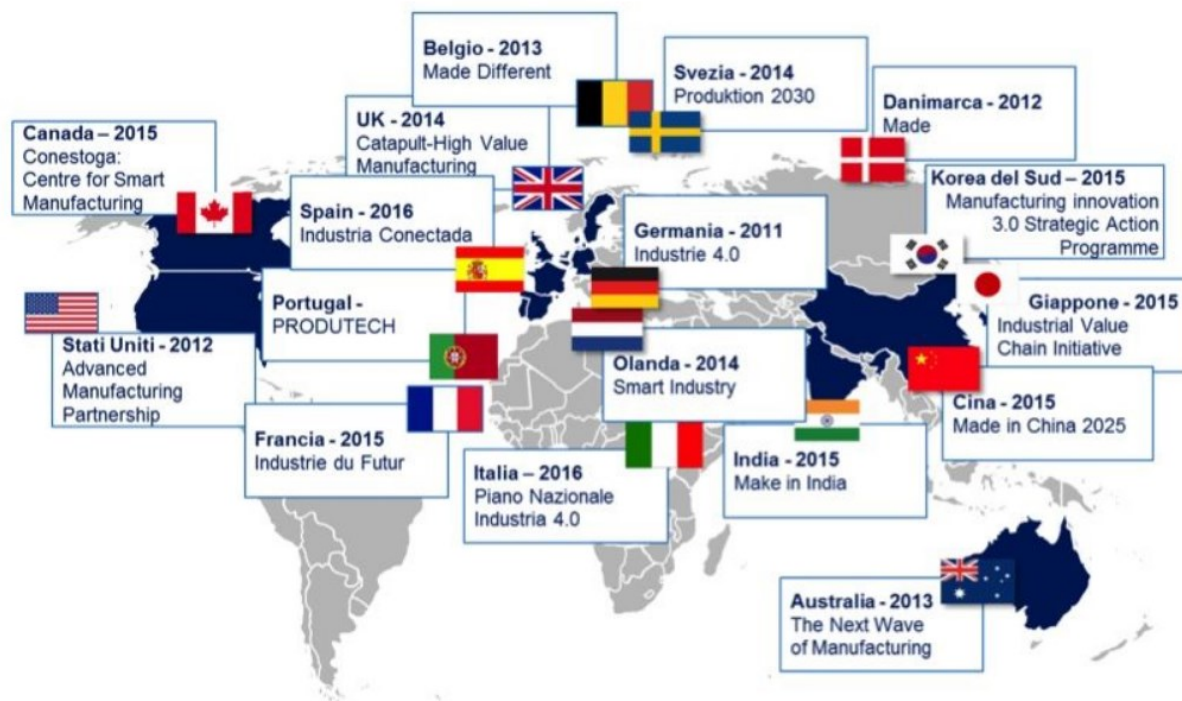 Belgio - 2013
Made Different
Svezia - 2014
Produktion 2030
Danimarca - 2012
Made
UK - 2014
Catapult-High Value
Manufacturing
Canada – 2015
Conestoga:
Centre for Smart
Manufacturing
Korea del Sud – 2015
Manufacturing innovation
3.0 Strategic Action
Programme
Spain - 2016
Industria Conectada
Germania - 2011
Industrie 4.0
Portugal -
PRODUTECH
Giappone - 2015
Industrial Value
Chain Initiative
Stati Uniti - 2012
Advanced
Manufacturing
Partnership
Olanda - 2014
Smart Industry
Cina - 2015
Made in China 2025
Francia - 2015
Industrie du Futur
Italia – 2016
Piano Nazionale
Industria 4.0
India - 2015
Make in India
Australia - 2013
The Next Wave
of Manufacturing